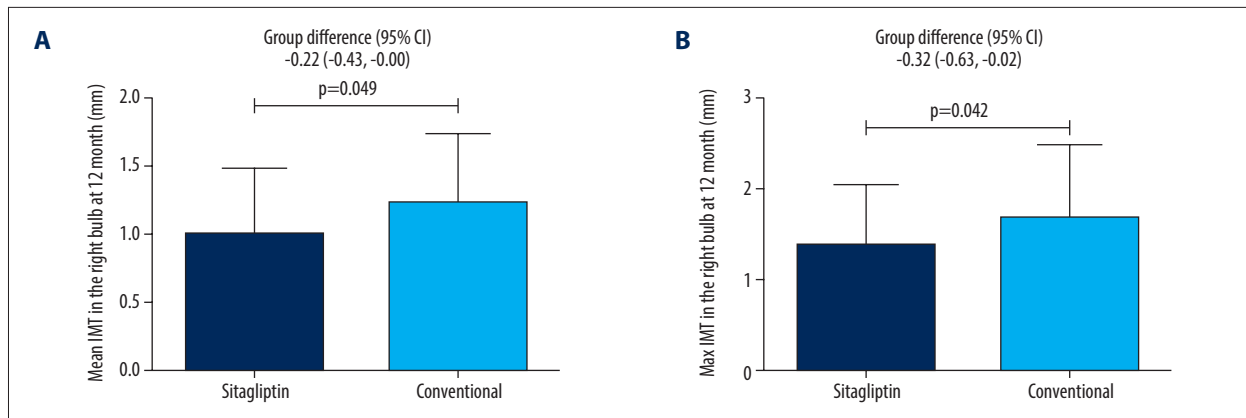 A
Group difference (95% CI)
-0.22 (-0.43, -0.00)
p=0.049
Mean IMT in the right bulb at 12 month (mm)
2.0
1.5
1.0
0.5
0.0
Sitagliptin
Conventional
B
Group difference (95% CI)
-0.32 (-0.63, -0.02)
p=0.042
Max IMT in the right bulb at 12 month (mm)
3
2
1
0
Sitagliptin
Conventional